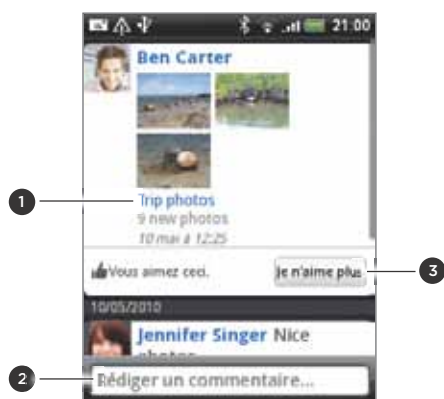 21:00
Ben Carter
Trip photos
9 new photos
10 mai à 12:25
Vous aimez ceci.
Je n'aime plus
10/05/2010
Jennifer Singer Nice
photos
Rédiger un commentaire...
1
2
3